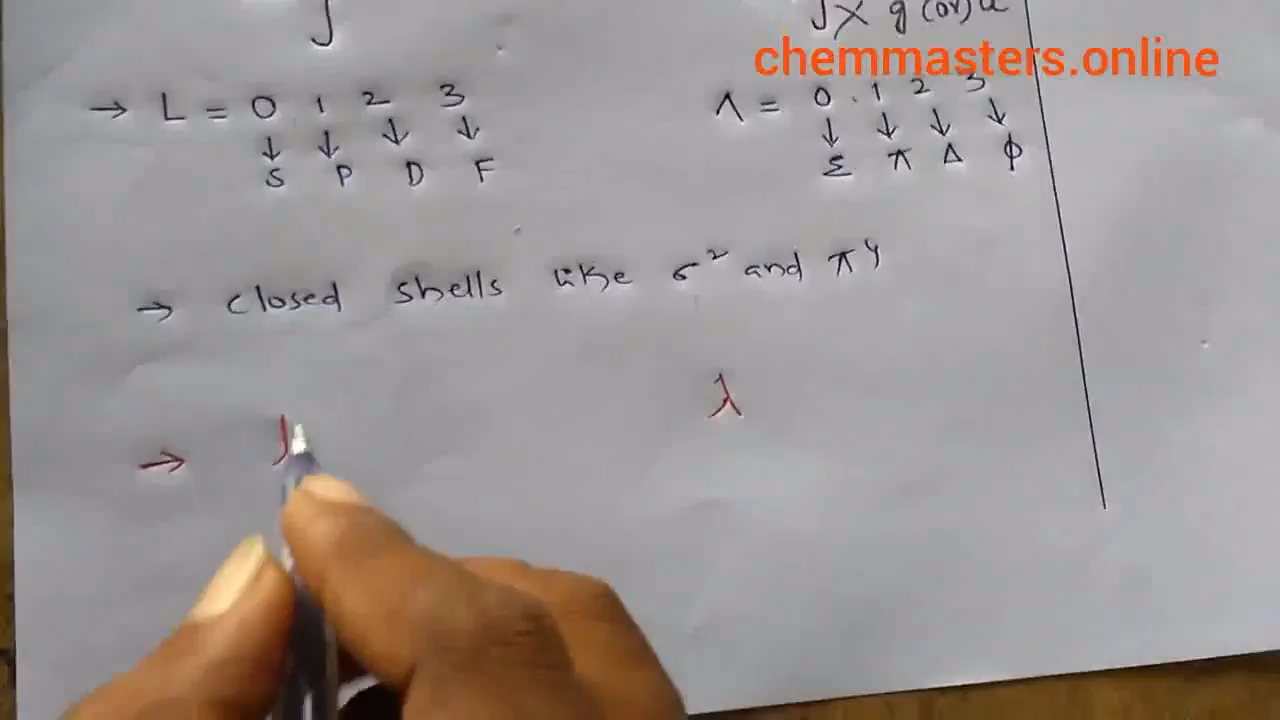 J g (or) u
chemmasters.online
→ L = 0 1 2 3
↓ ↓ ↓ ↓
S P D F
Λ = 0 1 2 3
↓ ↓ ↓ ↓
Σ π Δ ϕ
→ closed shells like σ² and π⁴
→ λ